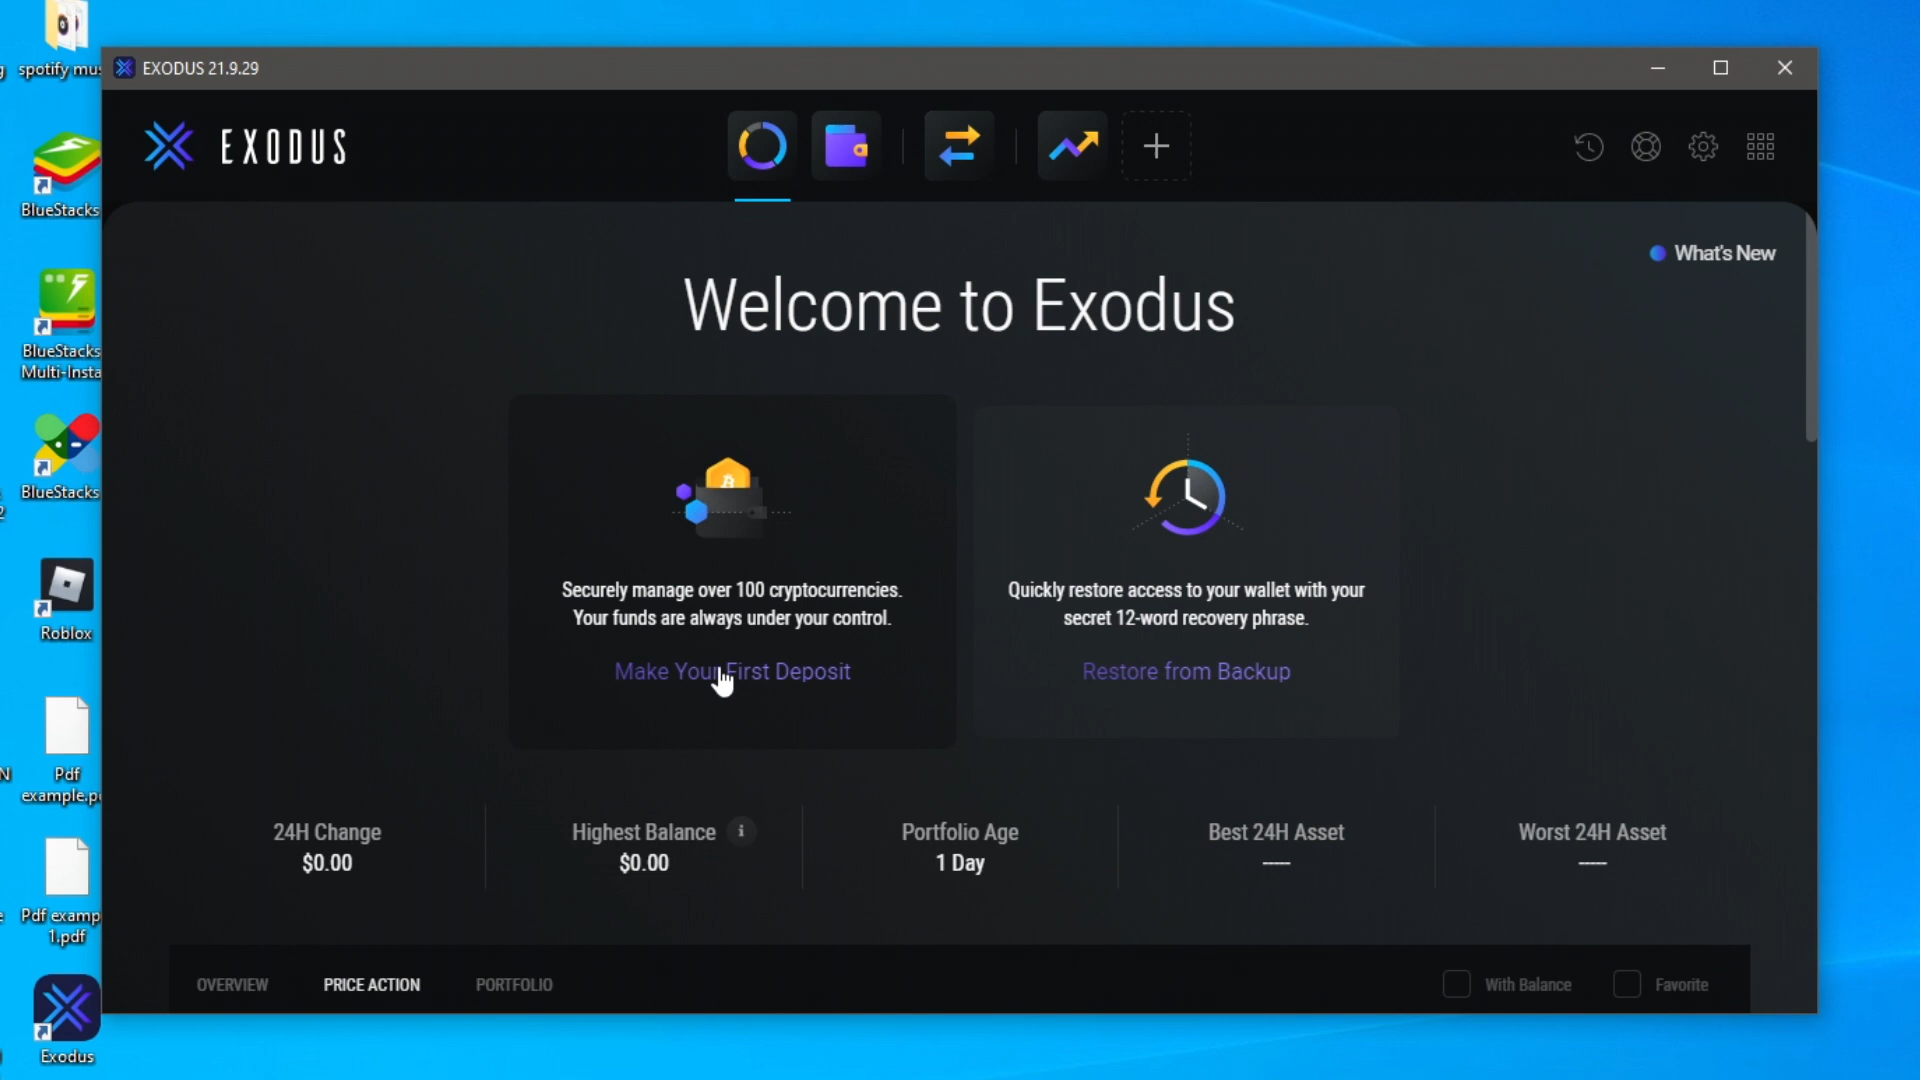 spotify mus
EXODUS 21.9.29
EXODUS
BlueStacks
What's New
Welcome to Exodus
BlueStacks
Multi-Insta
BlueStacks
2
Securely manage over 100 cryptocurrencies.
Your funds are always under your control.
Make Your First Deposit
Quickly restore access to your wallet with your
secret 12-word recovery phrase.
Restore from Backup
Roblox
N
Pdf
example.p
24H Change
$0.00
Highest Balance i
$0.00
Portfolio Age
1 Day
Best 24H Asset
-----
Worst 24H Asset
-----
Pdf examp
1.pdf
OVERVIEW PRICE ACTION PORTFOLIO With Balance Favorite
Exodus